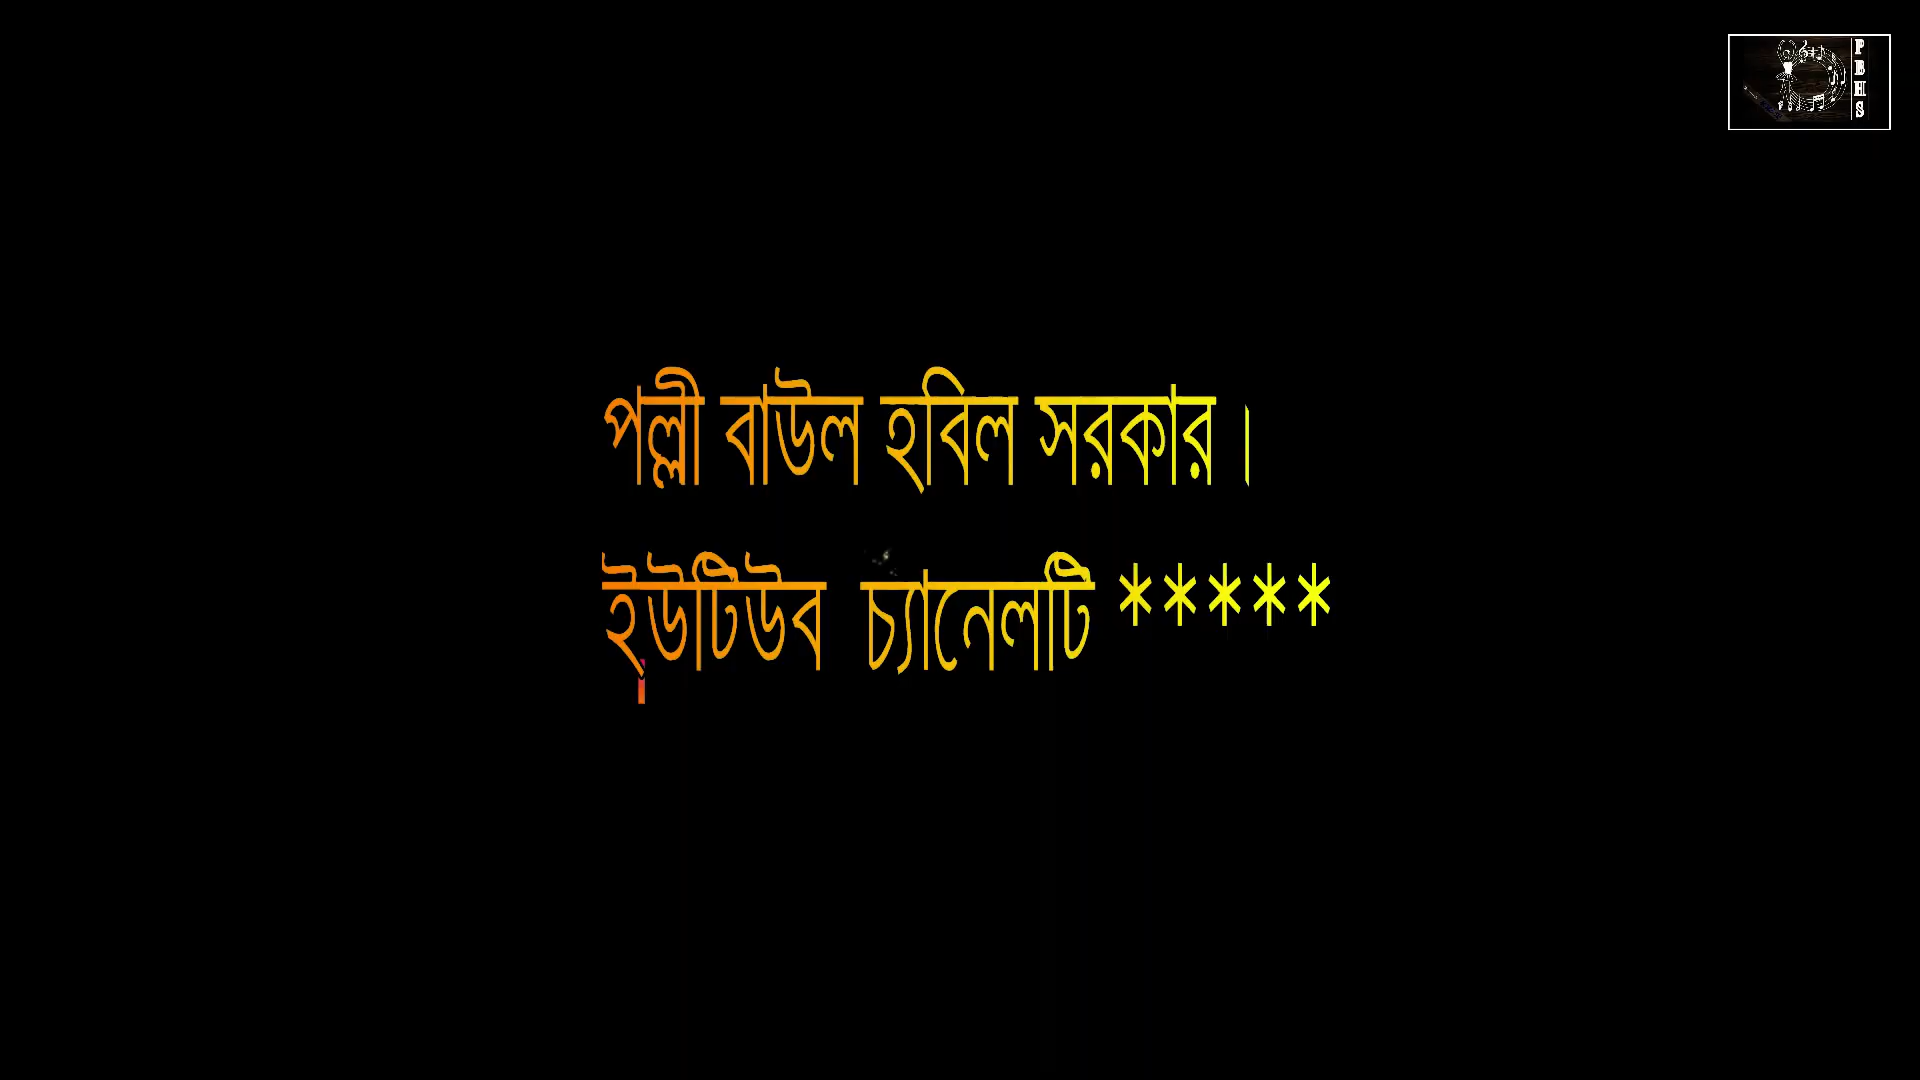 পল্লী বাউল হবিল সরকার।
ইউটিউব চ্যানেলটি *****
P
B
H
S